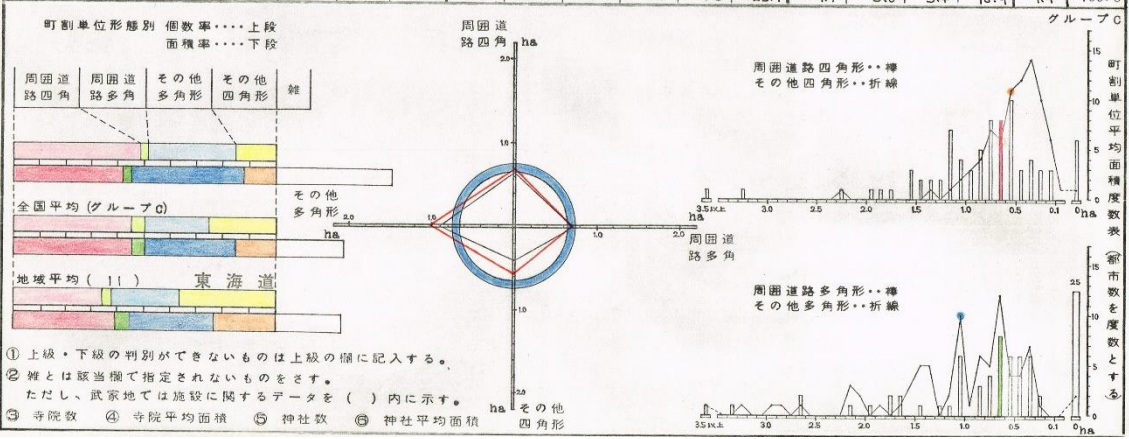 町割単位形態別 個数率‥‥上段
面積率‥‥下段
周囲道路四角
周囲道路多角
その他多角形
その他四角形
雑
全国平均(グループC)
地域平均( 11 ) 東海道
① 上級・下級の判別ができないものは上級の欄に記入する。
② 雑とは該当欄で指定されないものをさす。
ただし、武家地では施設に関するデータを ( ) 内に示す。
③ 寺院数 ④ 寺院平均面積 ⑤ 神社数 ⑥ 神社平均面積
周囲道路四角
ha
2.0
1.0
その他多角形
2.0 1.0
ha
1.0 2.0
ha
周囲道路多角
1.0
2.0
ha
その他四角形
グループC
周囲道路四角形‥棒
その他四角形‥折線
15
10
5
0
3.5以上 3.0 2.5 2.0 1.5 1.0 0.5 0.1 0
ha
周囲道路多角形‥棒
その他多角形‥折線
25
15
10
5
0
3.5以上 3.0 2.5 2.0 1.5 1.0 0.5 0.1 0
ha
町割単位平均面積度数表(都市数を度数とする)